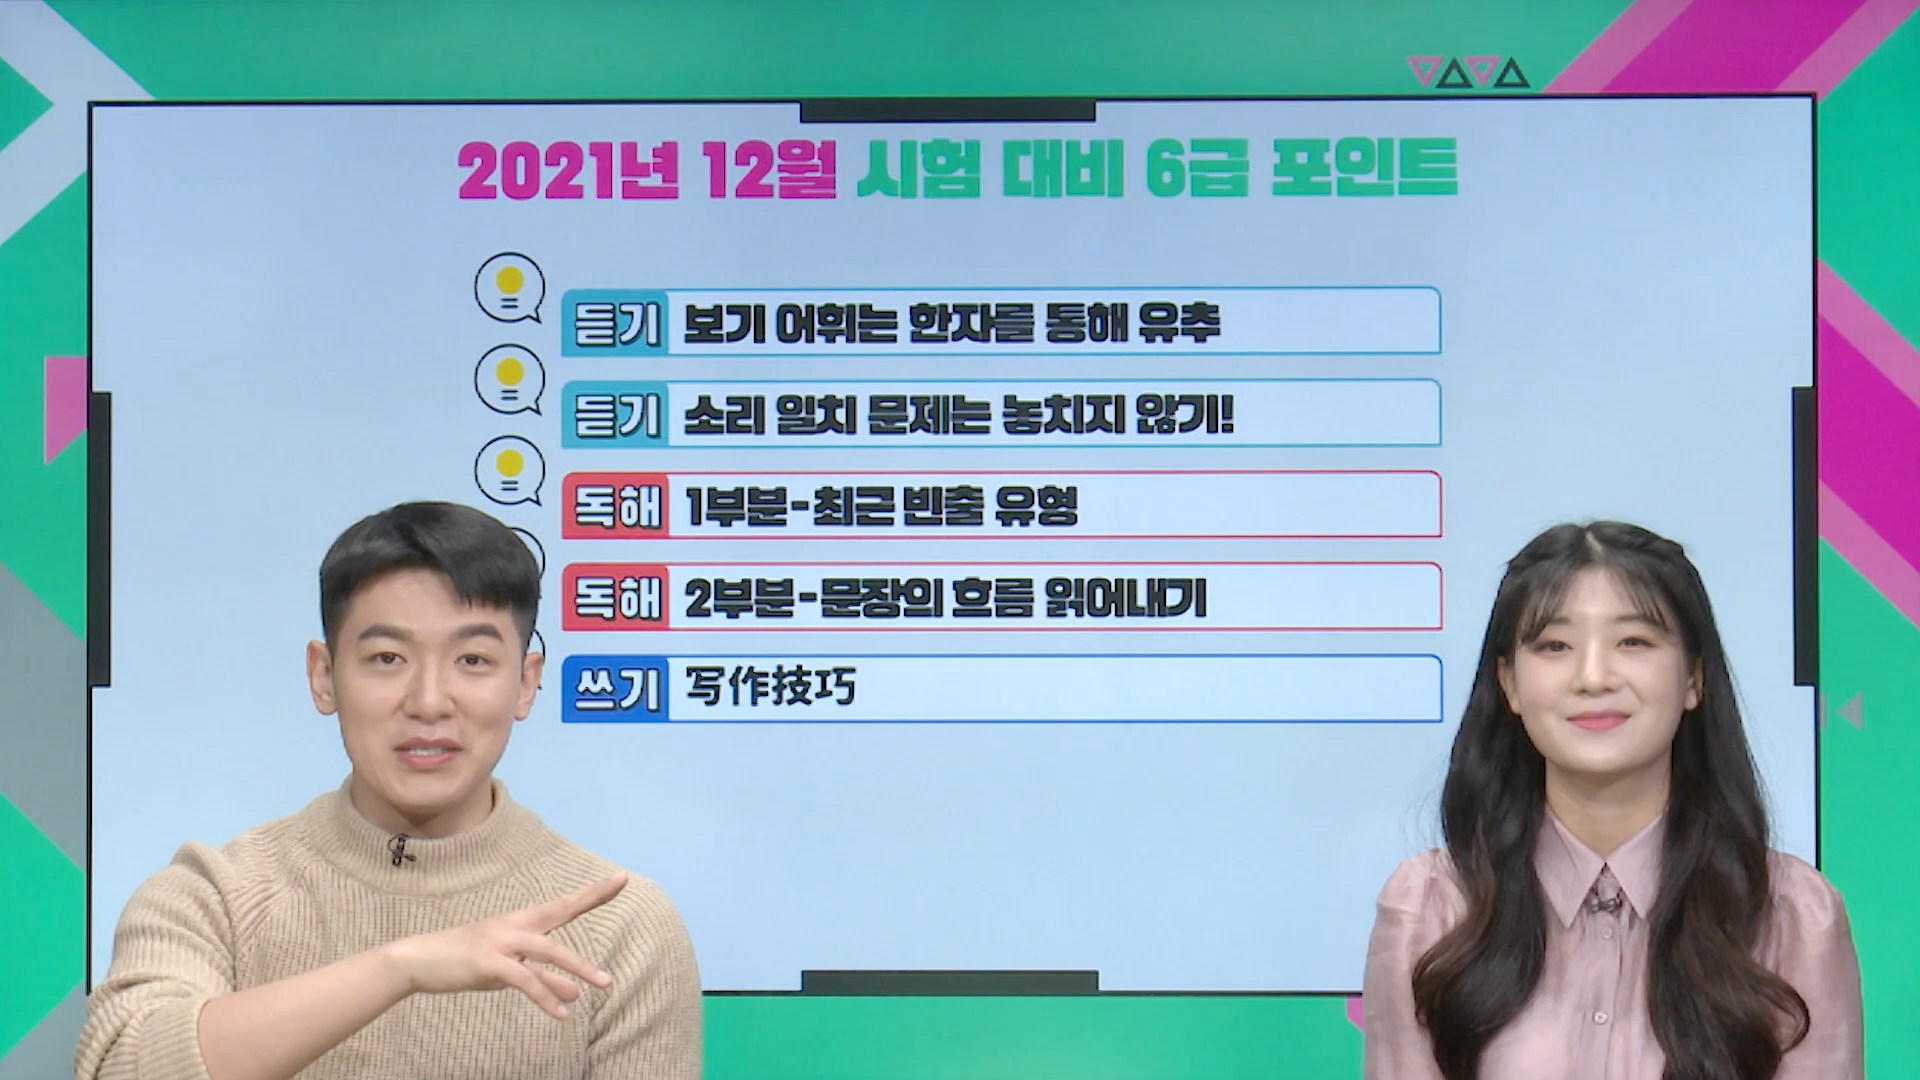 2021년 12월 시험 대비 6급 포인트
듣기 보기 어휘는 한자를 통해 유추
듣기 소리 일치 문제는 놓치지 않기!
독해 1부분-최근 빈출 유형
독해 2부분-문장의 흐름 읽어내기
쓰기 写作技巧